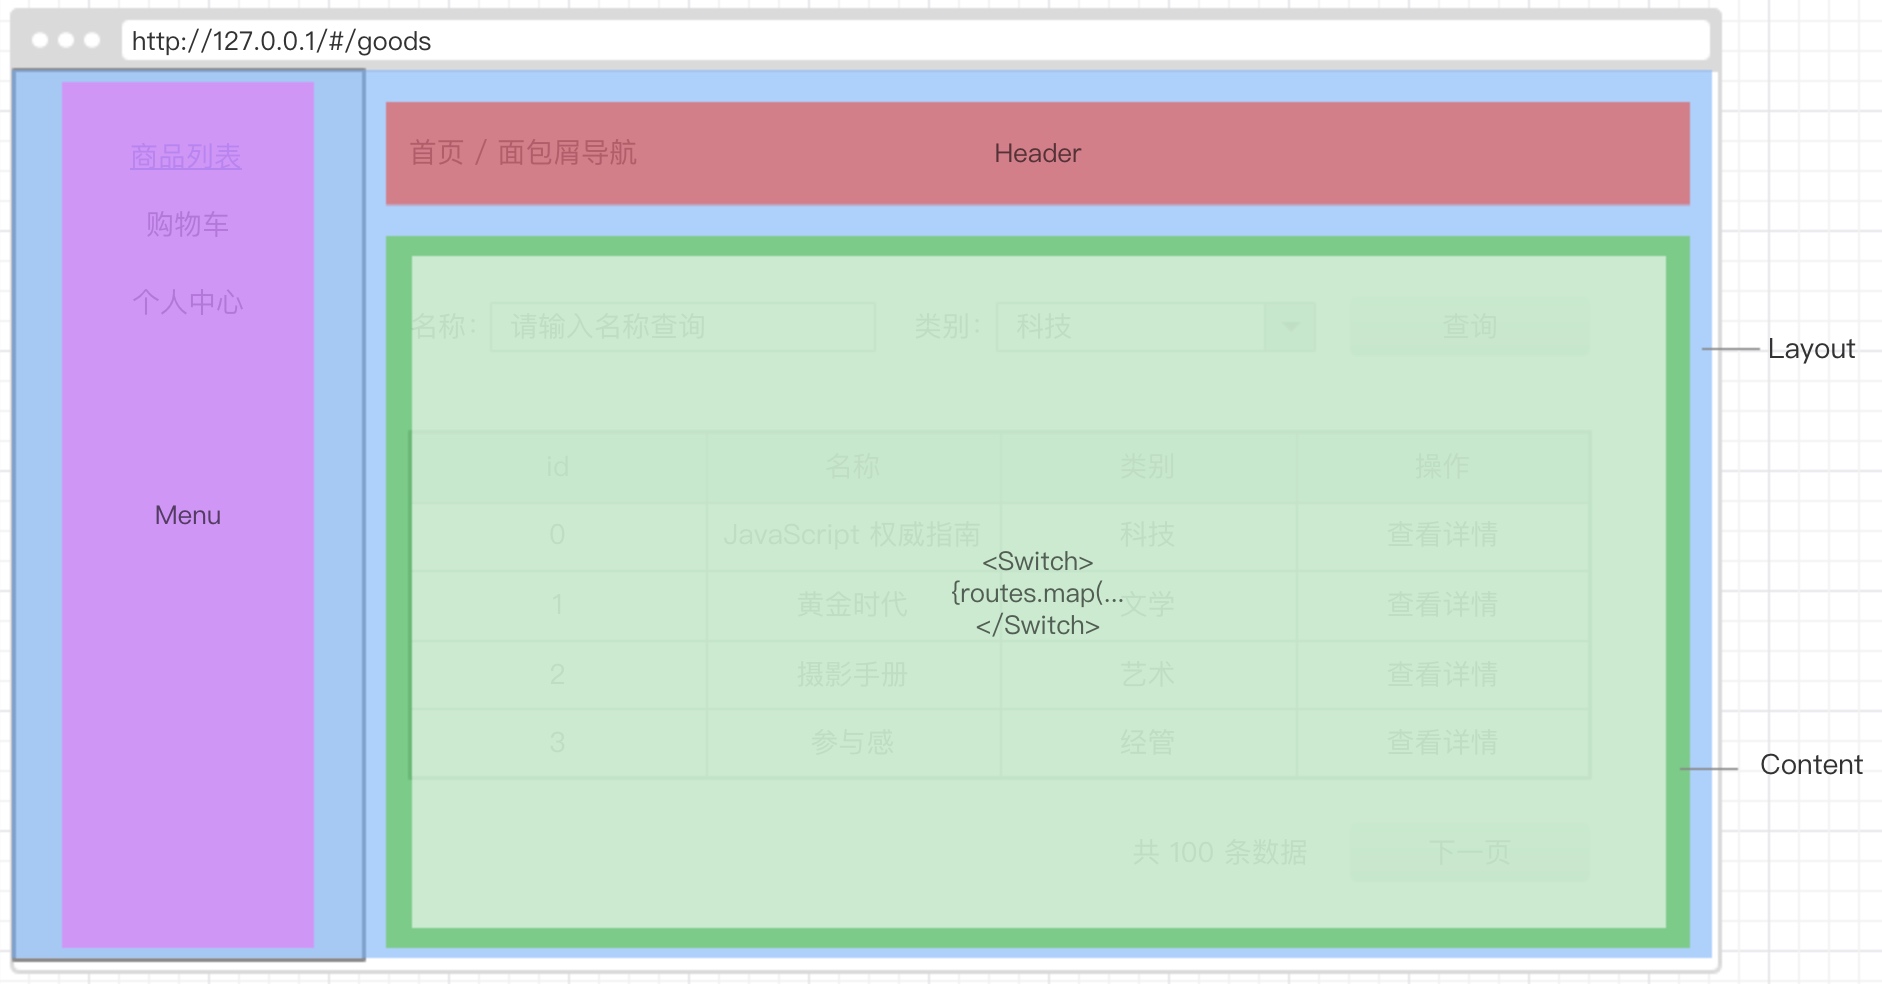 http://127.0.0.1/#/goods
商品列表
购物车
个人中心
Menu
首页 / 面包屑导航
Header
名称: 请输入名称查询 类别: 科技 查询
id 名称 类别 操作
0 JavaScript 权威指南 科技 查看详情
<Switch>
{routes.map(...
</Switch>
1 黄金时代 文学 查看详情
2 摄影手册 艺术 查看详情
3 参与感 经管 查看详情
共 100 条数据 下一页
Layout
Content